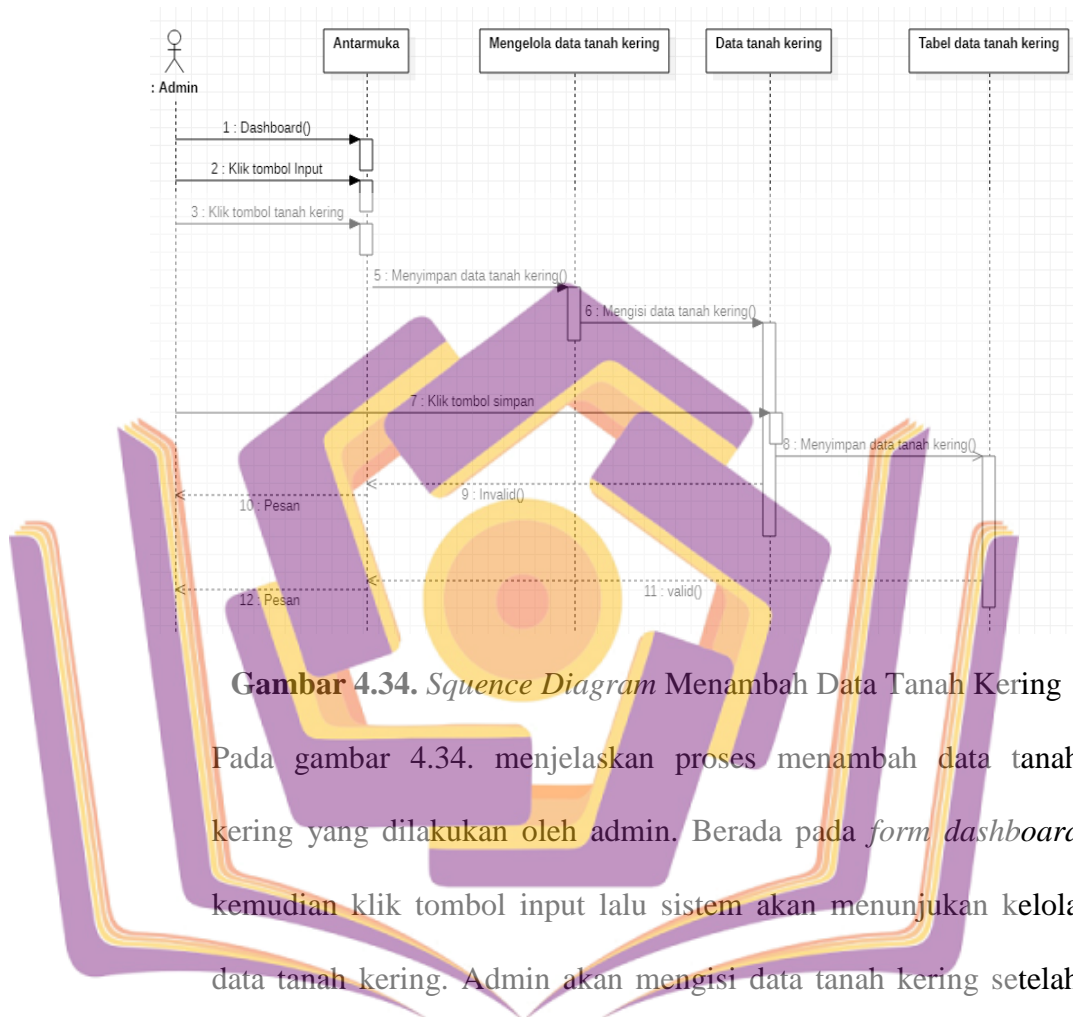 Antarmuka
Mengelola data tanah kering
Data tanah kering
Tabel data tanah kering
: Admin
1 : Dashboard()
2 : Klik tombol Input
3 : Klik tombol tanah kering
5 : Menyimpan data tanah kering()
6 : Mengisi data tanah kering()
7 : Klik tombol simpan
8 : Menyimpan data tanah kering()
9 : Invalid()
10 : Pesan
11 : valid()
12 : Pesan
Gambar 4.34. Squence Diagram Menambah Data Tanah Kering
Pada gambar 4.34. menjelaskan proses menambah data tanah
kering yang dilakukan oleh admin. Berada pada form dashboard
kemudian klik tombol input lalu sistem akan menunjukan kelola
data tanah kering. Admin akan mengisi data tanah kering setelah